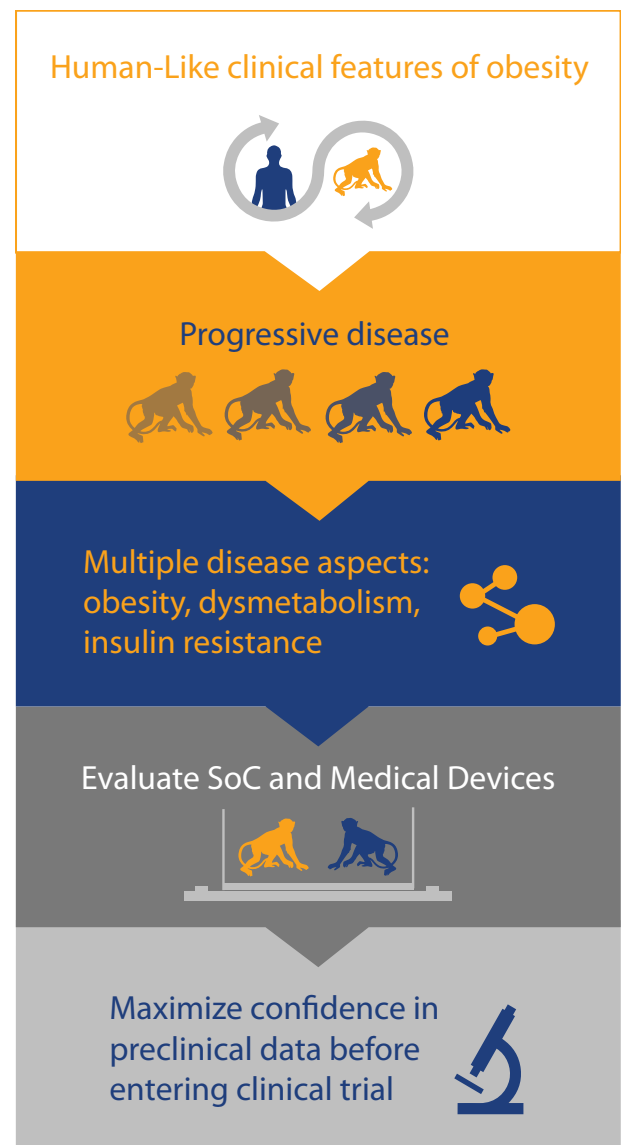 Human-Like clinical features of obesity
Progressive disease
Multiple disease aspects:
obesity, dysmetabolism,
insulin resistance
Evaluate SoC and Medical Devices
Maximize confidence in
preclinical data before
entering clinical trial